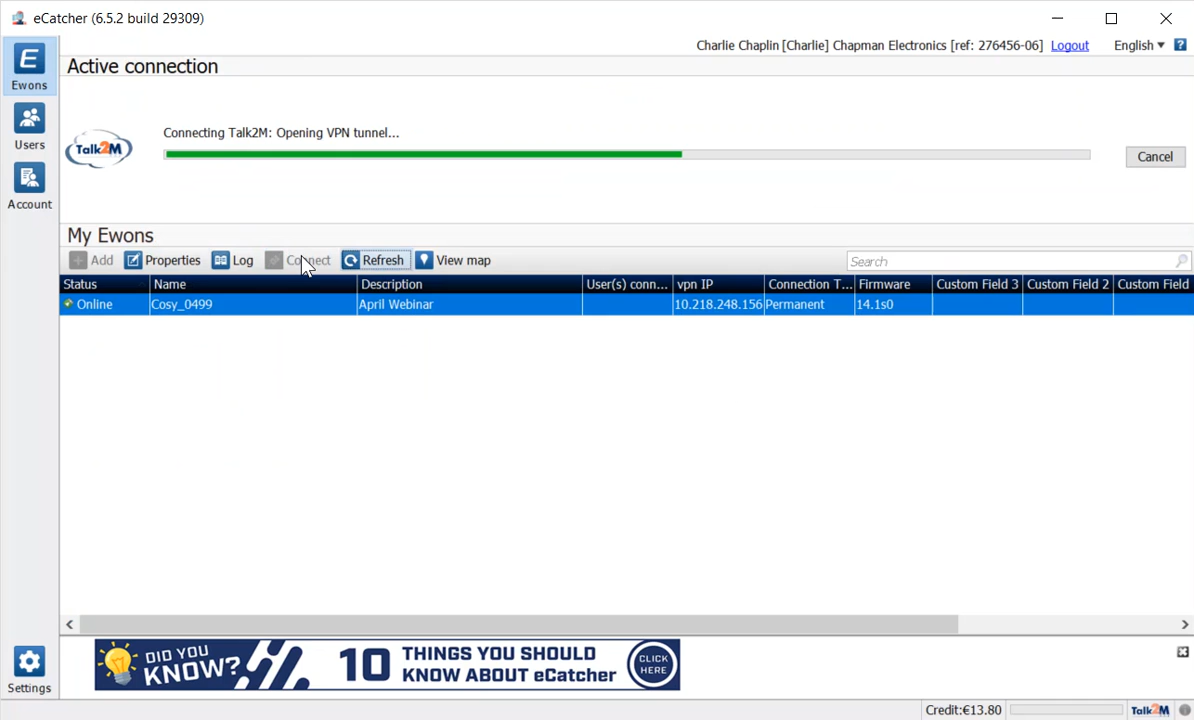 eCatcher (6.5.2 build 29309)
Charlie Chaplin [Charlie] Chapman Electronics [ref: 276456-06] Logout English
Ewons
Users
Account
Settings
Active connection
Talk2M
Connecting Talk2M: Opening VPN tunnel...
Cancel
My Ewons
Add Properties Log Connect Refresh View map
Search
Status Name Description User(s) conn... vpn IP Connection T... Firmware Custom Field 3 Custom Field 2 Custom Field
Online Cosy_0499 April Webinar 10.218.248.156 Permanent 14.1s0
DID YOU KNOW? 10 THINGS YOU SHOULD KNOW ABOUT eCatcher CLICK HERE
Credit:€13.80 Talk2M